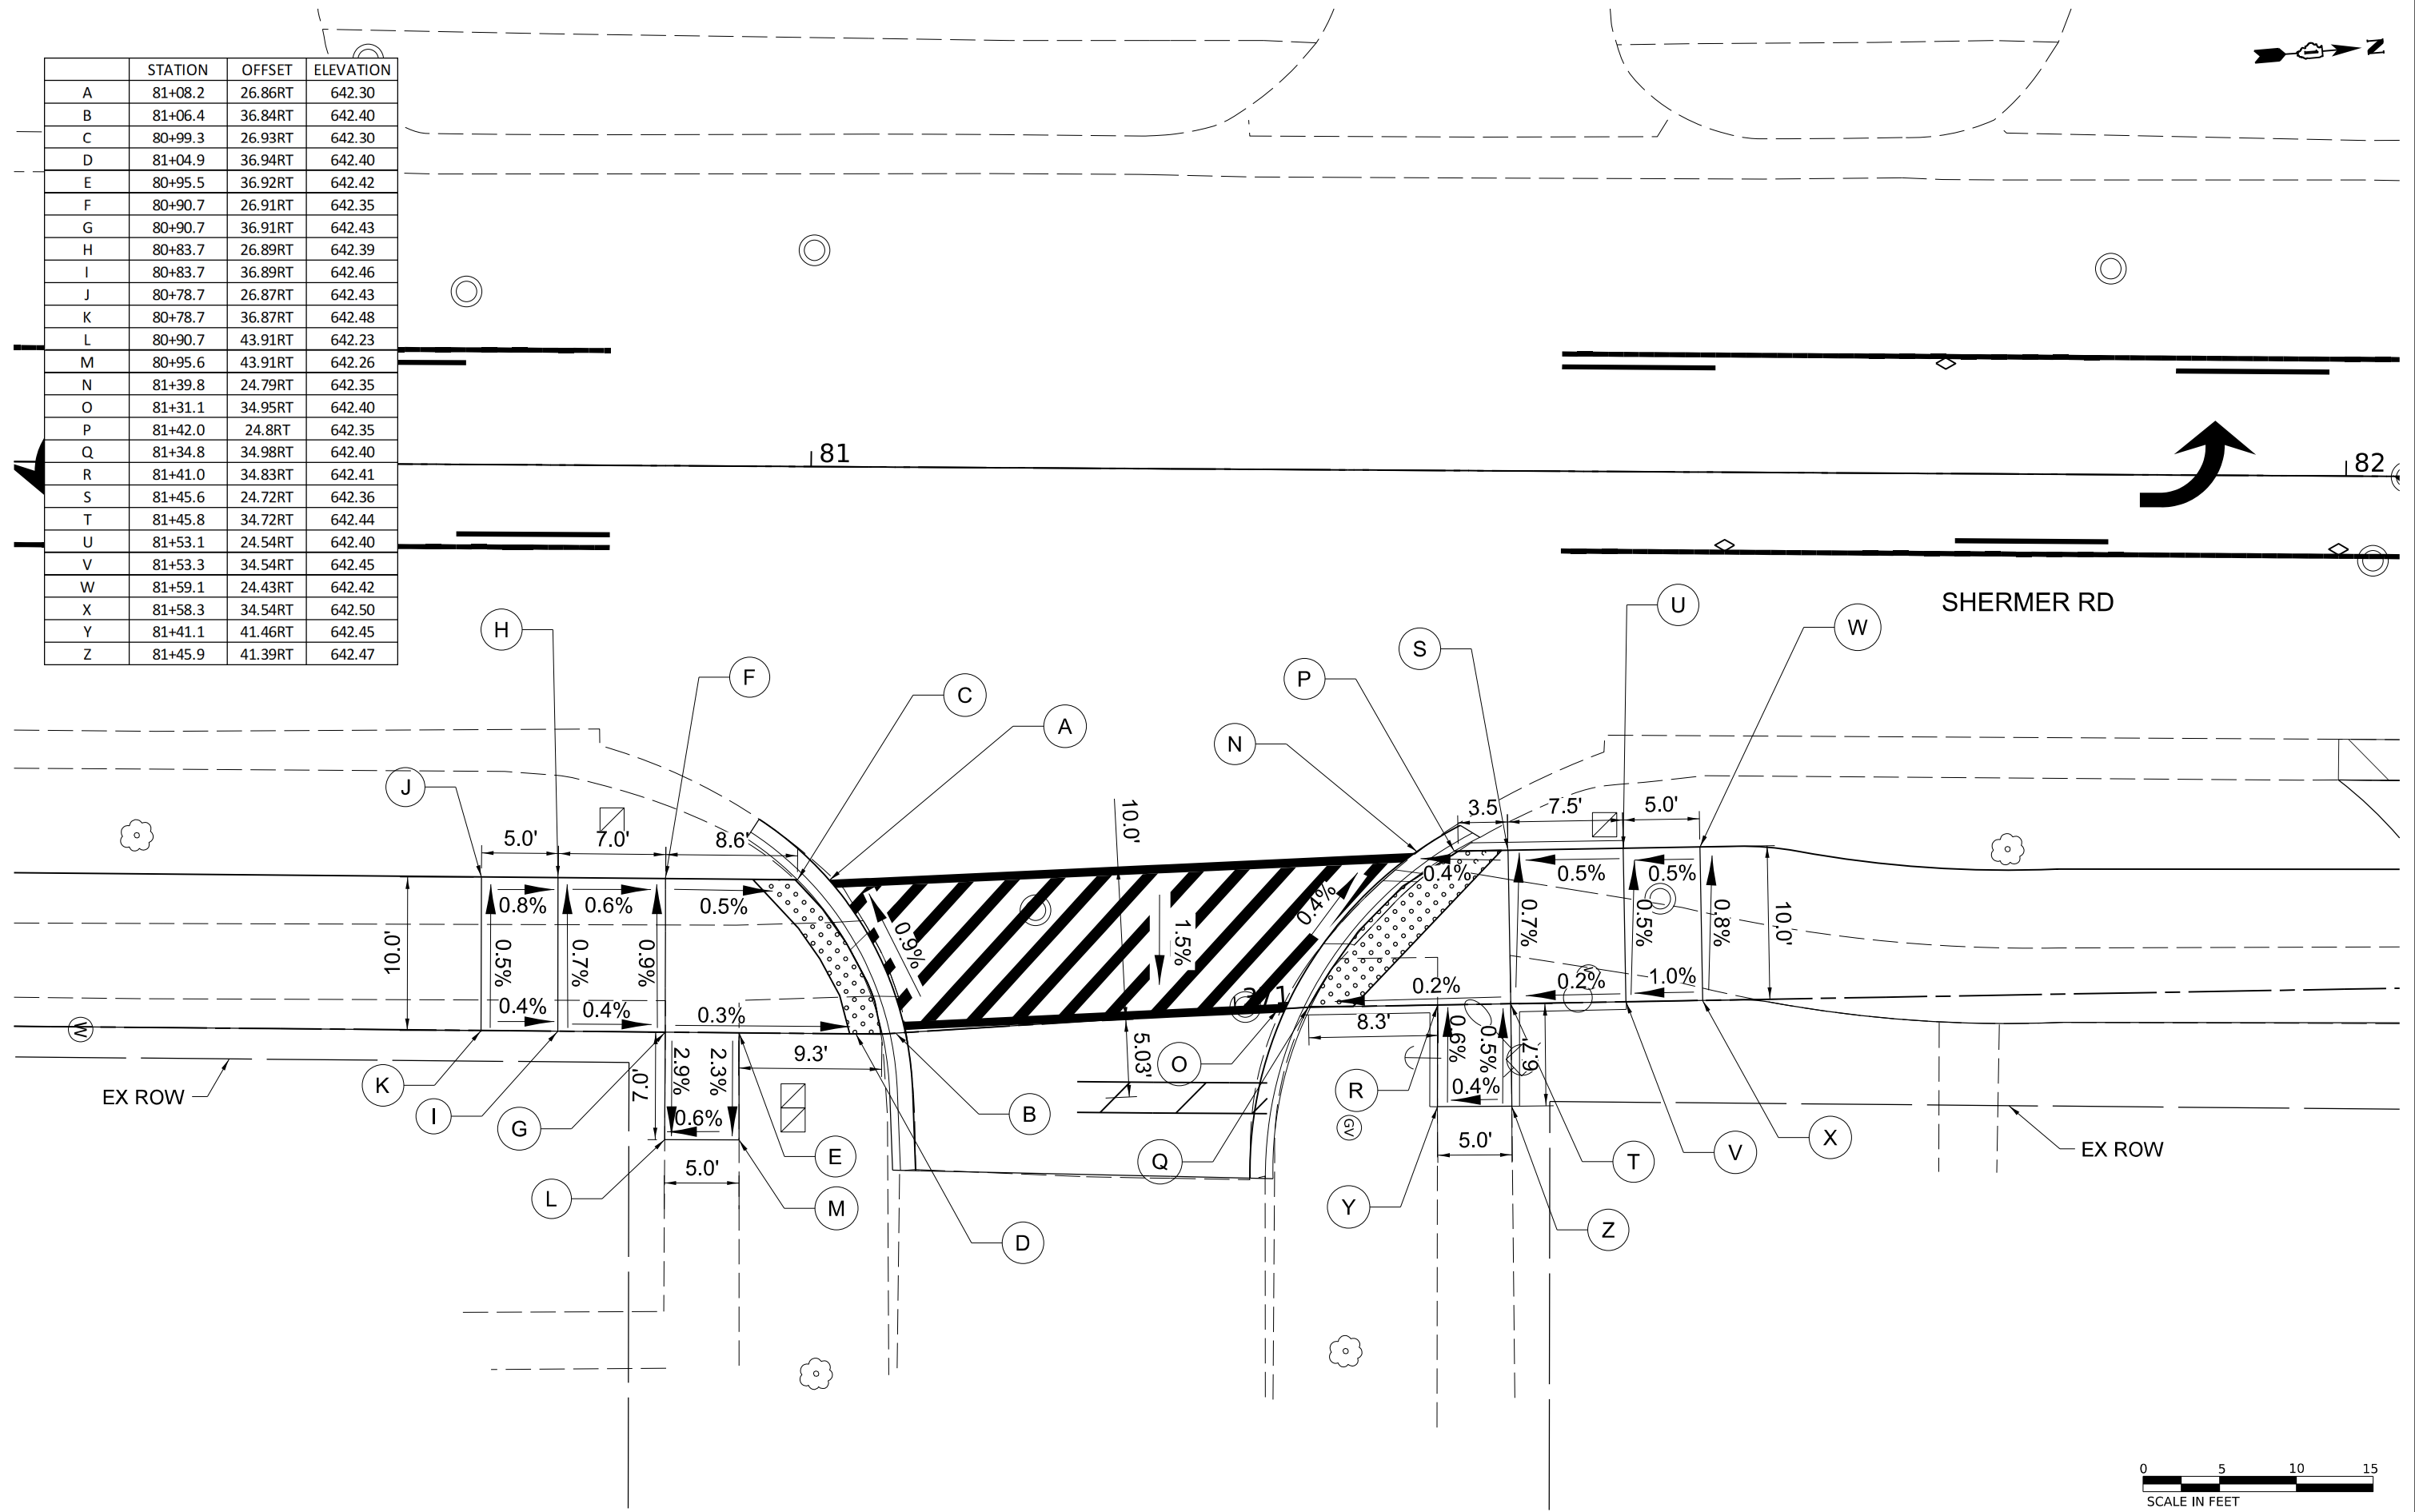 N
STATION OFFSET ELEVATION
A 81+08.2 26.86RT 642.30
B 81+06.4 36.84RT 642.40
C 80+99.3 26.93RT 642.30
D 81+04.9 36.94RT 642.40
E 80+95.5 36.92RT 642.42
F 80+90.7 26.91RT 642.35
G 80+90.7 36.91RT 642.43
H 80+83.7 26.89RT 642.39
I 80+83.7 36.89RT 642.46
J 80+78.7 26.87RT 642.43
K 80+78.7 36.87RT 642.48
L 80+90.7 43.91RT 642.23
M 80+95.6 43.91RT 642.26
N 81+39.8 24.79RT 642.35
O 81+31.1 34.95RT 642.40
P 81+42.0 24.8RT 642.35
Q 81+34.8 34.98RT 642.40
R 81+41.0 34.83RT 642.41
S 81+45.6 24.72RT 642.36
T 81+45.8 34.72RT 642.44
U 81+53.1 24.54RT 642.40
V 81+53.3 34.54RT 642.45
W 81+59.1 24.43RT 642.42
X 81+58.3 34.54RT 642.50
Y 81+41.1 41.46RT 642.45
Z 81+45.9 41.39RT 642.47
81
82
SHERMER RD
H
F
C
A
N
P
S
U
W
J
5.0'
7.0'
8.6'
10.0'
3.5
7.5'
5.0'
0.8%
0.6%
0.5%
0.4%
0.5%
0.5%
10.0'
0.5%
0.7%
0.9%
0.9%
1.5%
0.4%
0.7%
0.5%
0.8%
10.0'
0.4%
0.4%
0.3%
0.2%
0.2%
1.0%
W
EX ROW
K
I
G
7.0'
2.9%
2.3%
9.3'
0.6%
5.0'
L
E
M
B
D
5.03'
O
Q
8.3'
R
0.6%
0.5%
6.7'
0.4%
GV
5.0'
Y
T
Z
V
X
EX ROW
0 5 10 15
SCALE IN FEET